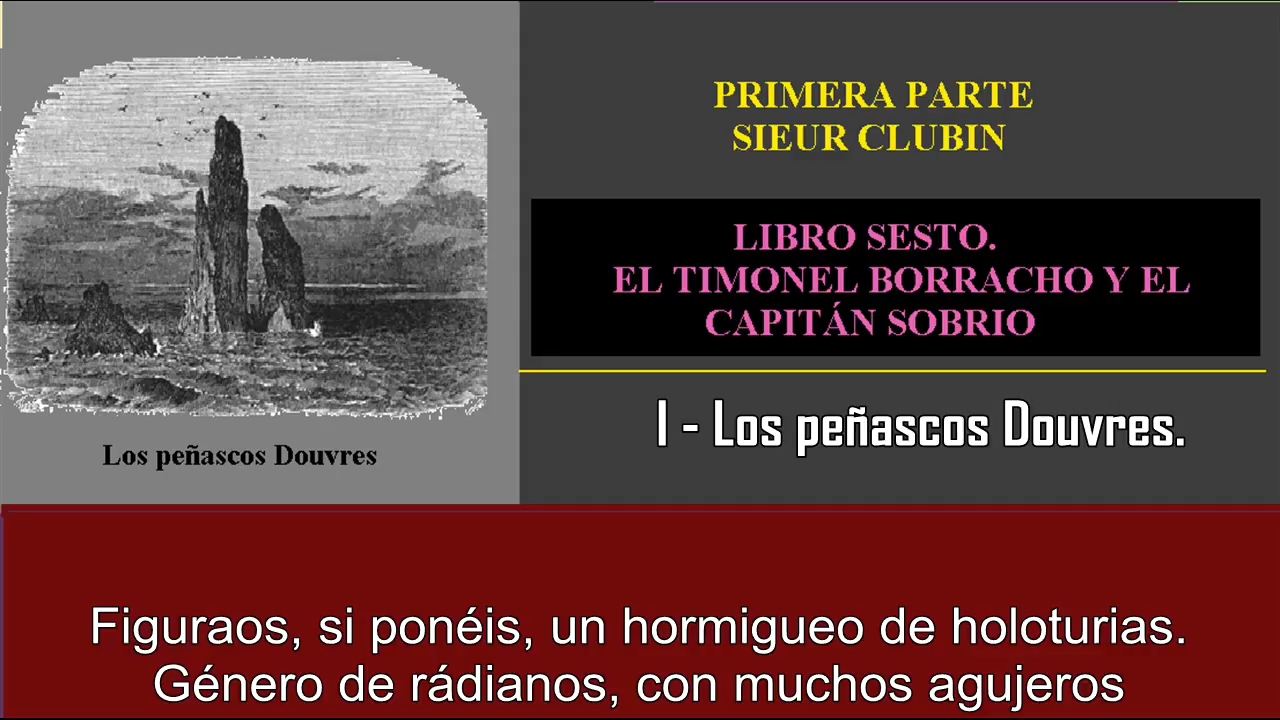 PRIMERA PARTE
SIEUR CLUBIN
LIBRO SESTO.
EL TIMONEL BORRACHO Y EL
CAPITÁN SOBRIO
I - Los peñascos Douvres.
Los peñascos Douvres
Figuraos, si ponéis, un hormigueo de holoturias.
Género de rádianos, con muchos agujeros